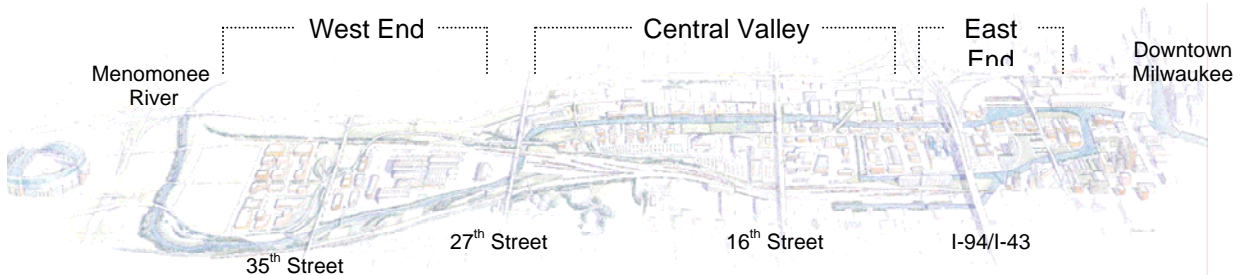 West End
Central Valley
East
End
Downtown
Milwaukee
Menomonee
River
27th Street
16th Street
I-94/I-43
35th Street